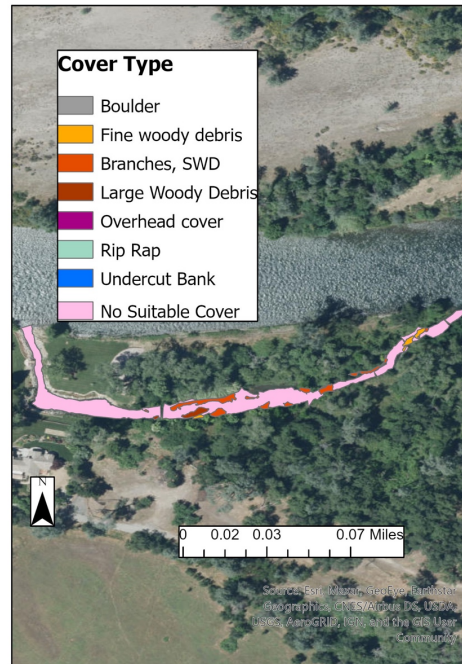 Cover Type
Boulder
Fine woody debris
Branches, SWD
Large Woody Debris
Overhead cover
Rip Rap
Undercut Bank
No Suitable Cover
N
0 0.02 0.03 0.07 Miles
Source: Esri, Maxar, GeoEye, Earthstar
Geographics, CNES/Airbus DS, USDA,
USGS, AeroGRID, IGN, and the GIS User
Community